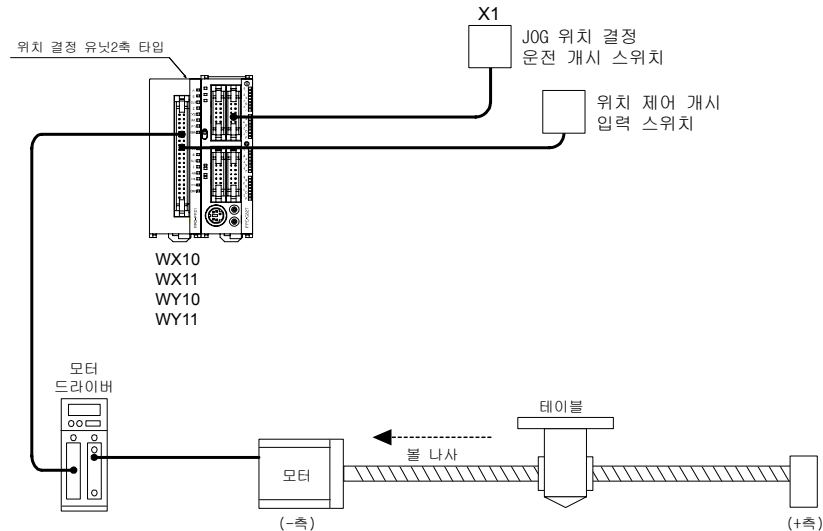 X1
JOG 위치 결정
운전 개시 스위치
위치 결정 유닛2축 타입
위치 제어 개시
입력 스위치
WX10
WX11
WY10
WY11
모터
드라이버
테이블
볼 나사
모터
(-측)
(+측)